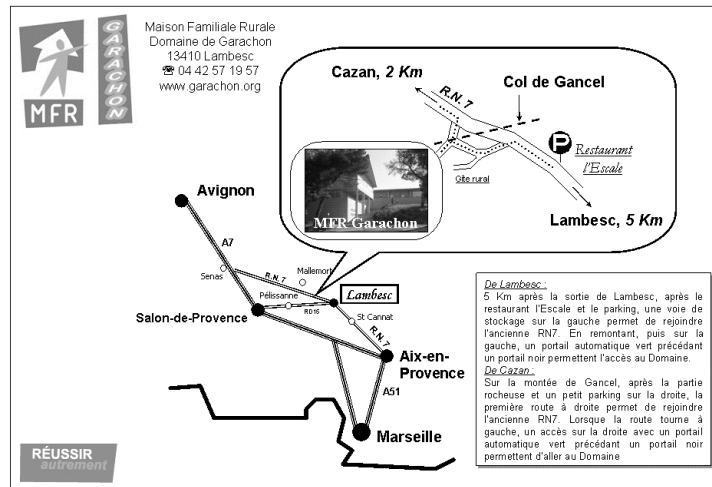 MFR
GARACHON
Maison Familiale Rurale
Domaine de Garachon
13410 Lambesc
☎ 04 42 57 19 57
www.garachon.org
Cazan, 2 Km
R.N. 7
Col de Gancel
P
Restaurant
l'Escale
Gîte rural
MFR Garachon
Lambesc, 5 Km
Avignon
A7
Senas
R.N. 7
Mallemort
Pélissanne
Lambesc
RD16
Salon-de-Provence
St Cannat
R.N. 7
Aix-en-
Provence
A51
Marseille
De Lambesc :
5 Km après la sortie de Lambesc, après le
restaurant l'Escale et le parking, une voie de
stockage sur la gauche permet de rejoindre
l'ancienne RN7. En remontant, puis sur la
gauche, un portail automatique vert précédant
un portail noir permettent l'accès au Domaine.
De Cazan :
Sur la montée de Gancel, après la partie
rocheuse et un petit parking sur la droite, la
première route à droite permet de rejoindre
l'ancienne RN7. Lorsque la route tourne à
gauche, un accès sur la droite avec un portail
automatique vert précédant un portail noir
permettent d'aller au Domaine
RÉUSSIR
autrement